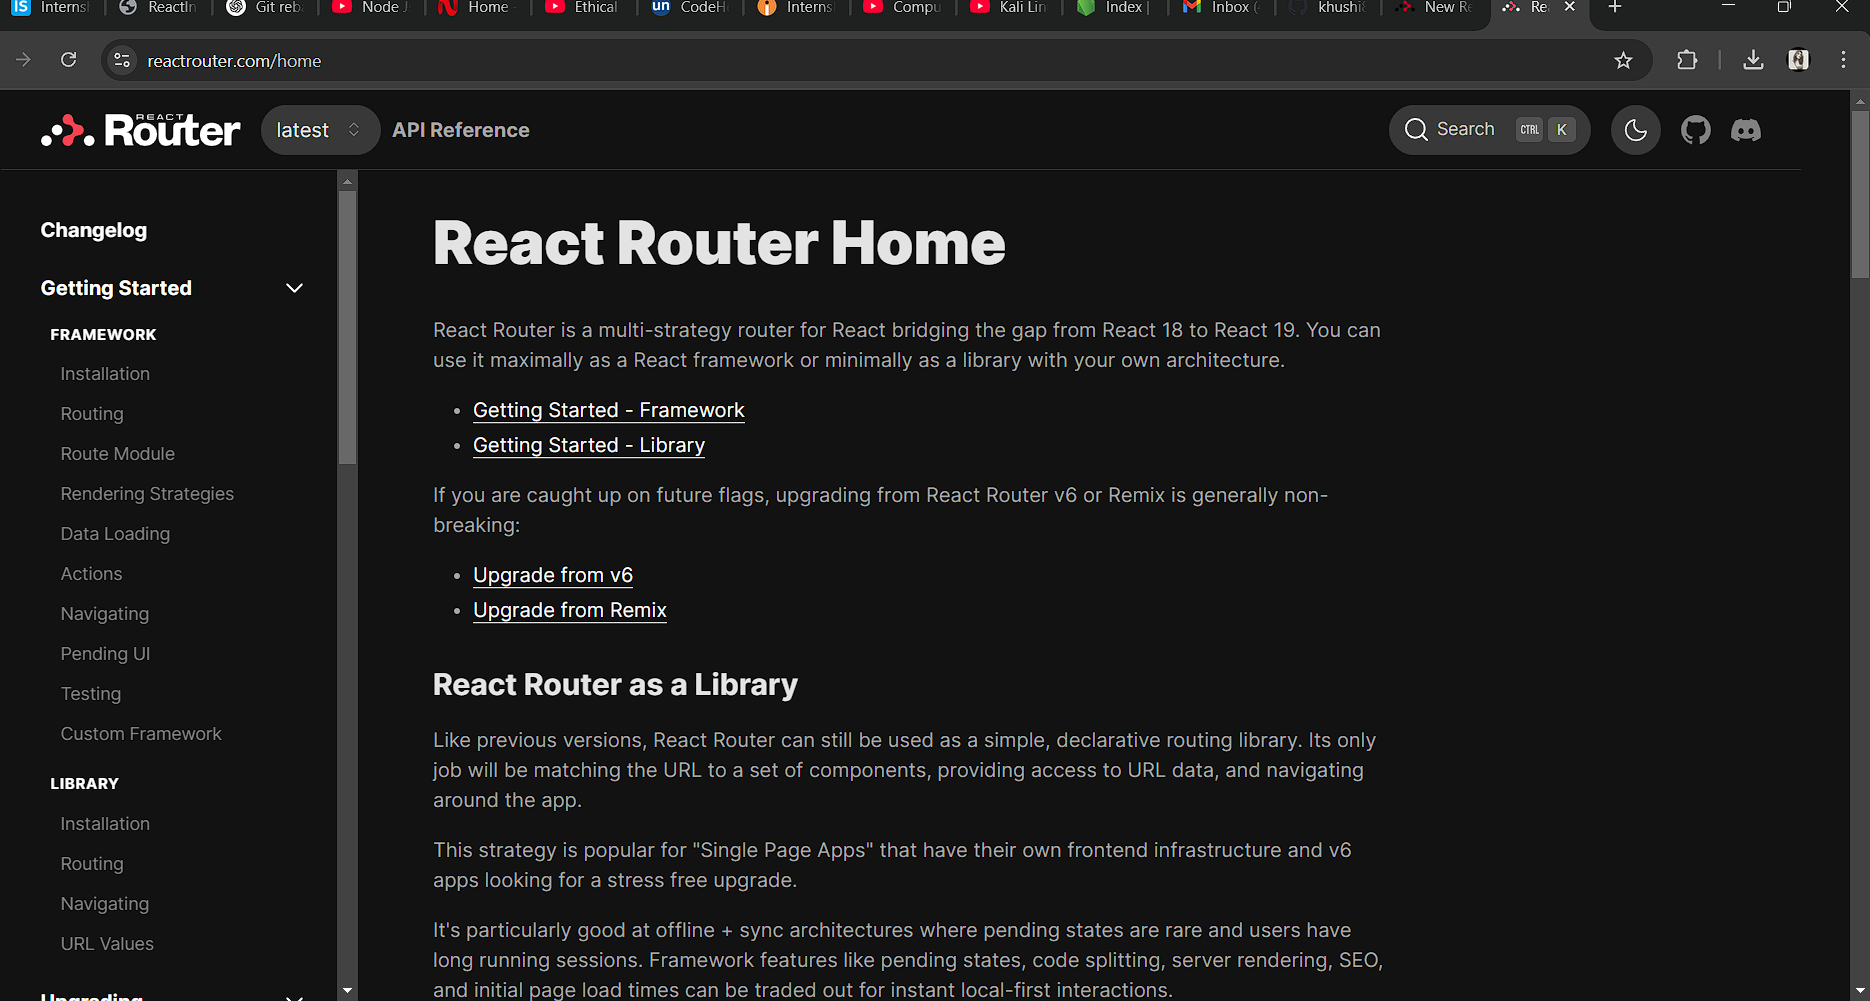 Interns
ReactIn
Git reb
Node J
Home
Ethical
un
CodeH
Interns
Compu
Kali Lin
Index
Inbox (
khushi
New Re
Re
reactrouter.com/home
REACT
Router
latest
API Reference
Search
CTRL K
Changelog
Getting Started
FRAMEWORK
Installation
Routing
Route Module
Rendering Strategies
Data Loading
Actions
Navigating
Pending UI
Testing
Custom Framework
LIBRARY
Installation
Routing
Navigating
URL Values
Upgrading
React Router Home
React Router is a multi-strategy router for React bridging the gap from React 18 to React 19. You can
use it maximally as a React framework or minimally as a library with your own architecture.
• Getting Started - Framework
• Getting Started - Library
If you are caught up on future flags, upgrading from React Router v6 or Remix is generally non-
breaking:
• Upgrade from v6
• Upgrade from Remix
React Router as a Library
Like previous versions, React Router can still be used as a simple, declarative routing library. Its only
job will be matching the URL to a set of components, providing access to URL data, and navigating
around the app.
This strategy is popular for "Single Page Apps" that have their own frontend infrastructure and v6
apps looking for a stress free upgrade.
It's particularly good at offline + sync architectures where pending states are rare and users have
long running sessions. Framework features like pending states, code splitting, server rendering, SEO,
and initial page load times can be traded out for instant local-first interactions.